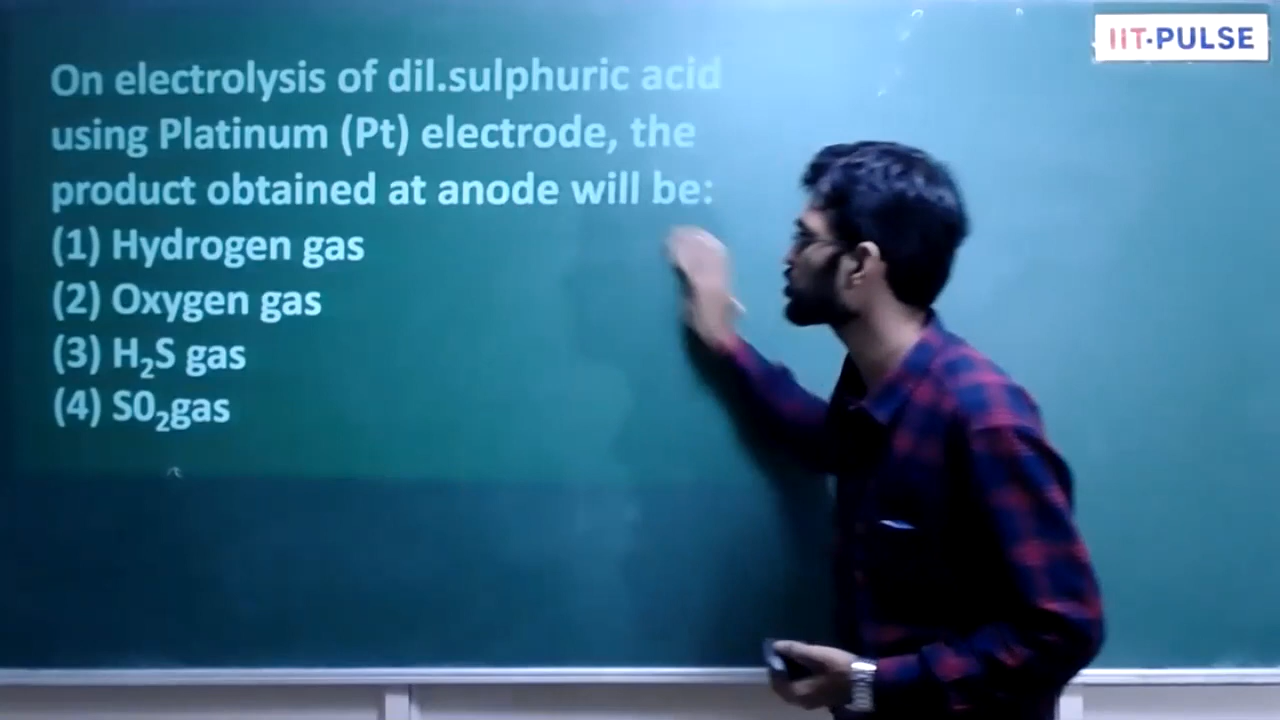 IIT-PULSE
On electrolysis of dil.sulphuric acid
using Platinum (Pt) electrode, the
product obtained at anode will be:
(1) Hydrogen gas
(2) Oxygen gas
(3) H₂S gas
(4) S0₂gas